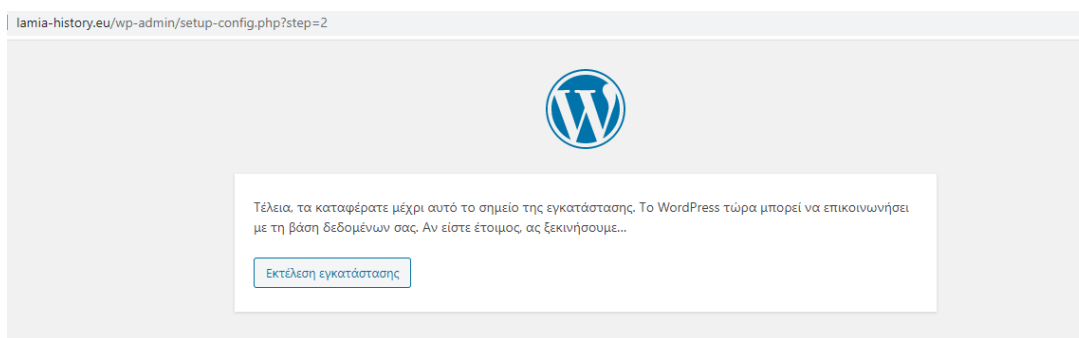 lamia-history.eu/wp-admin/setup-config.php?step=2
Τέλεια, τα καταφέρατε μέχρι αυτό το σημείο της εγκατάστασης. Το WordPress τώρα μπορεί να επικοινωνήσει
με τη βάση δεδομένων σας. Αν είστε έτοιμος, ας ξεκινήσουμε...
Εκτέλεση εγκατάστασης